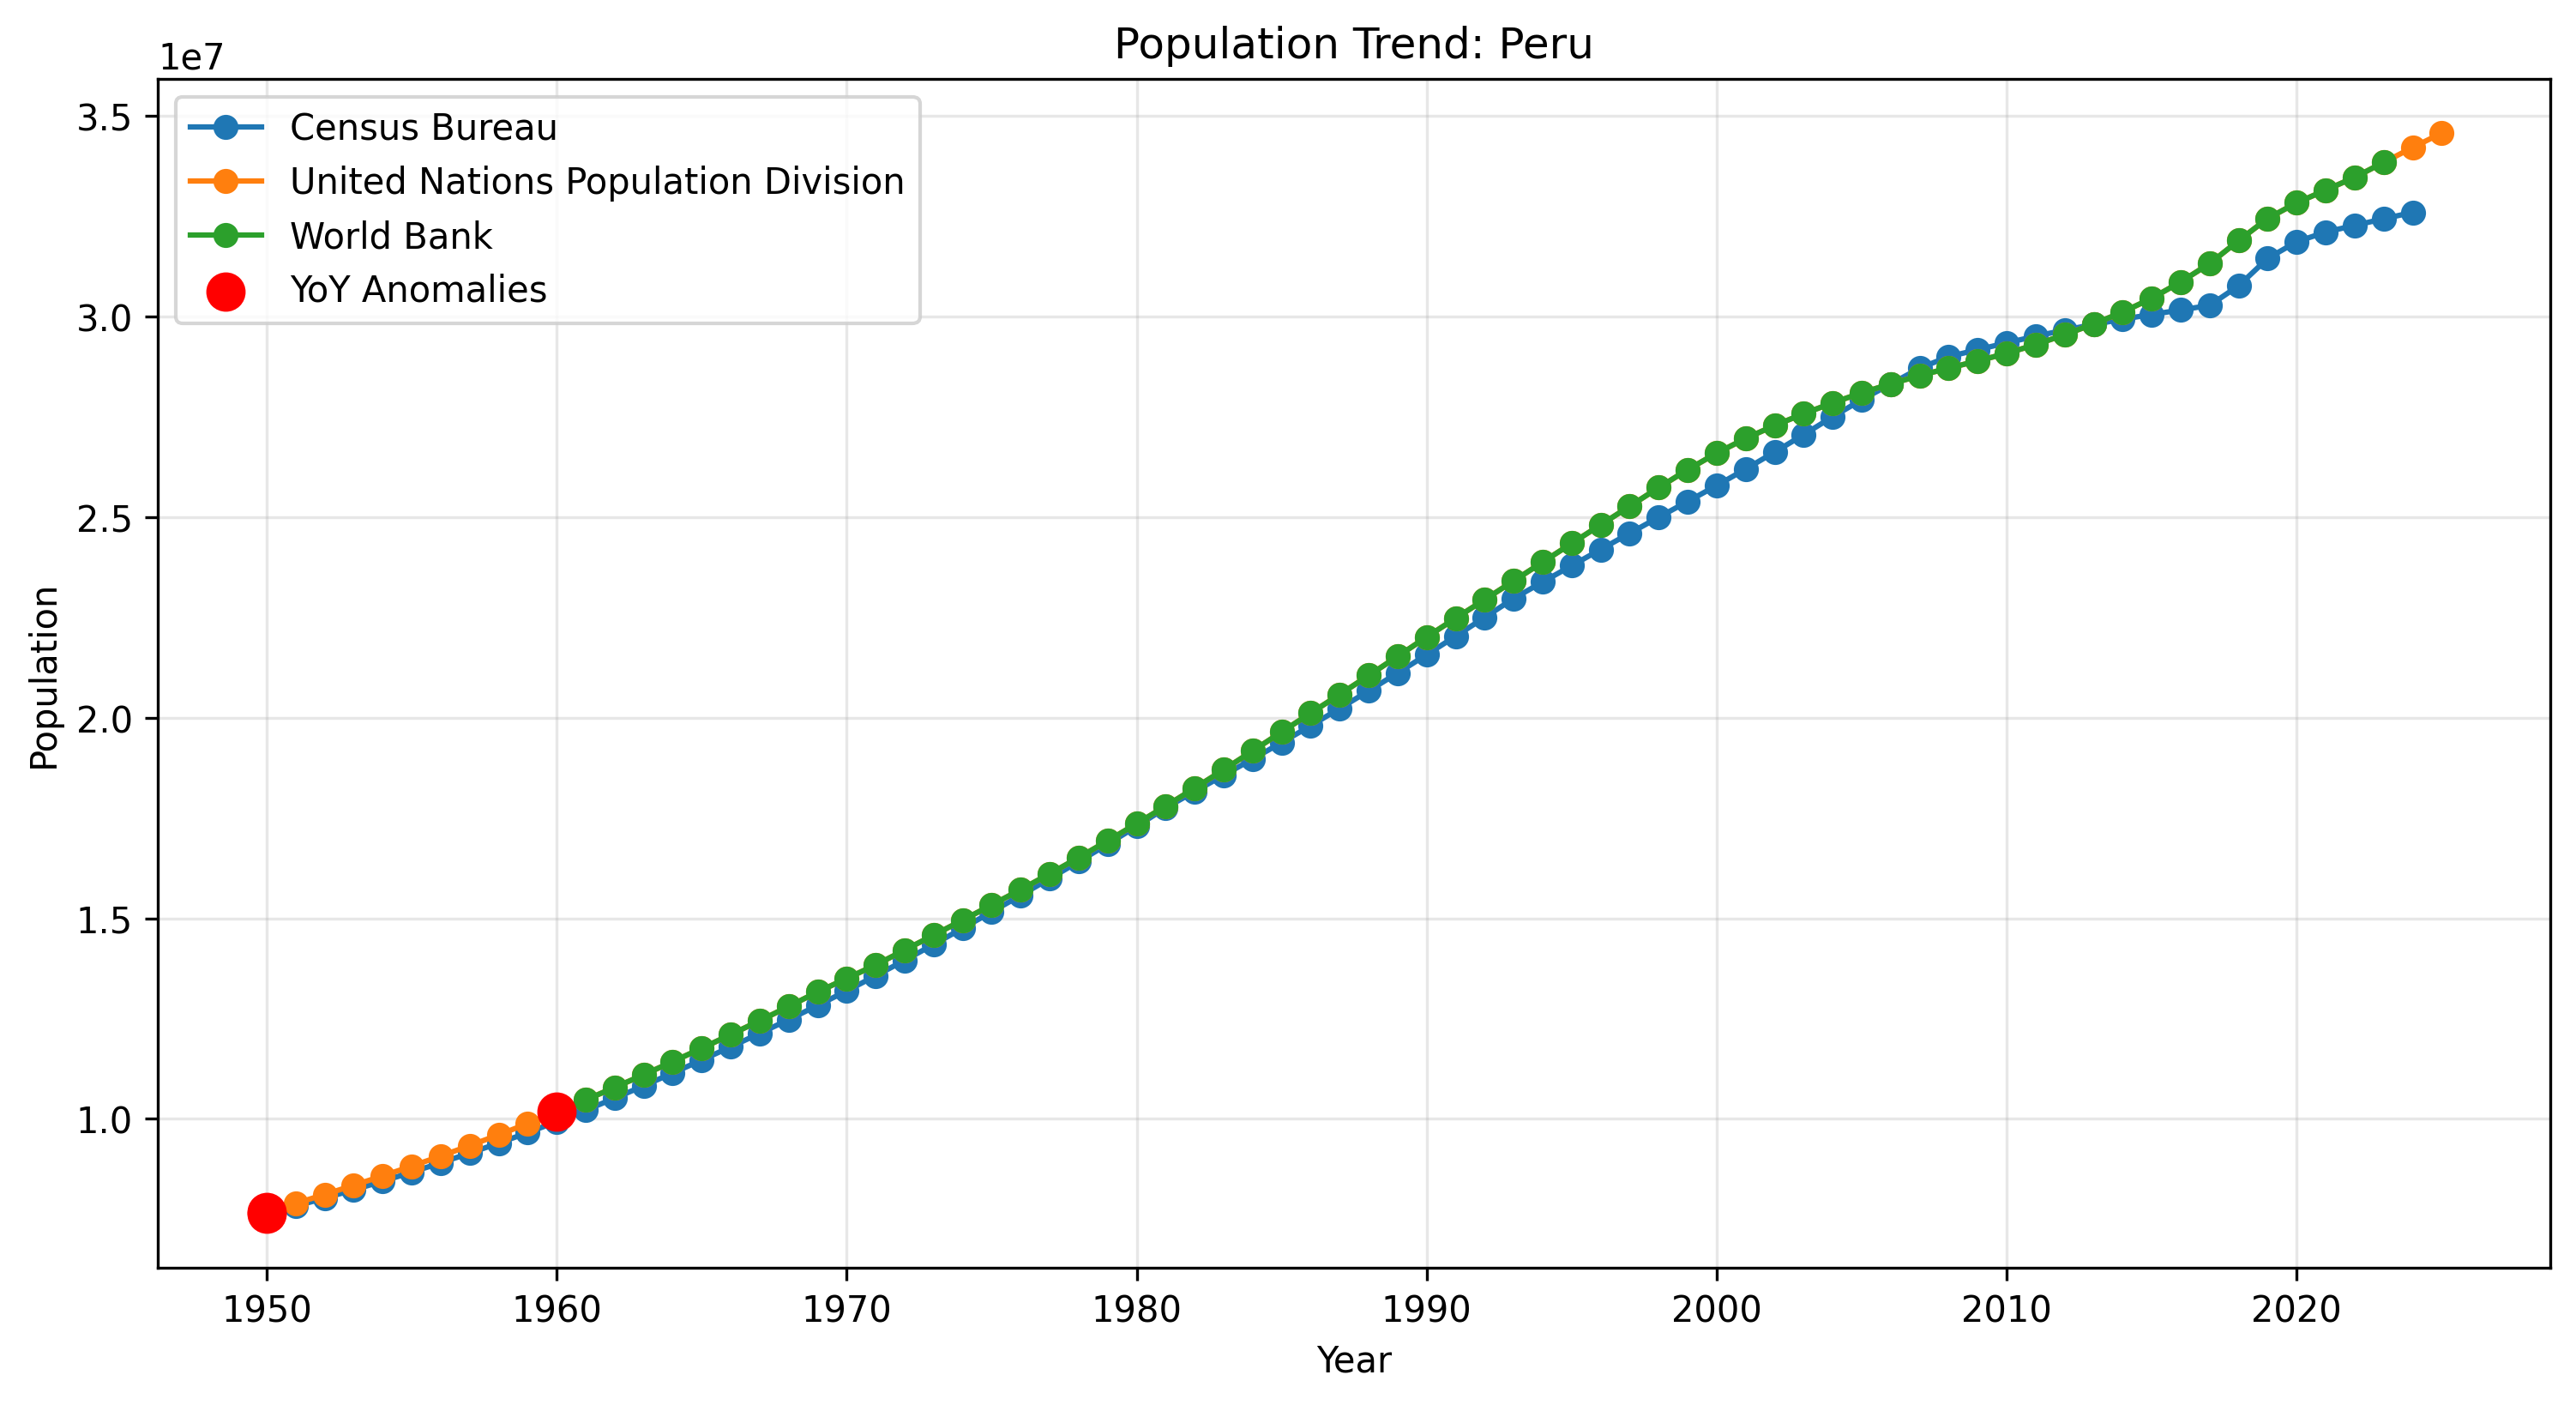 Population Trend: Peru
1e7
Census Bureau
United Nations Population Division
World Bank
YoY Anomalies
3.5
3.0
2.5
2.0
1.5
1.0
Population
1950 1960 1970 1980 1990 2000 2010 2020
Year